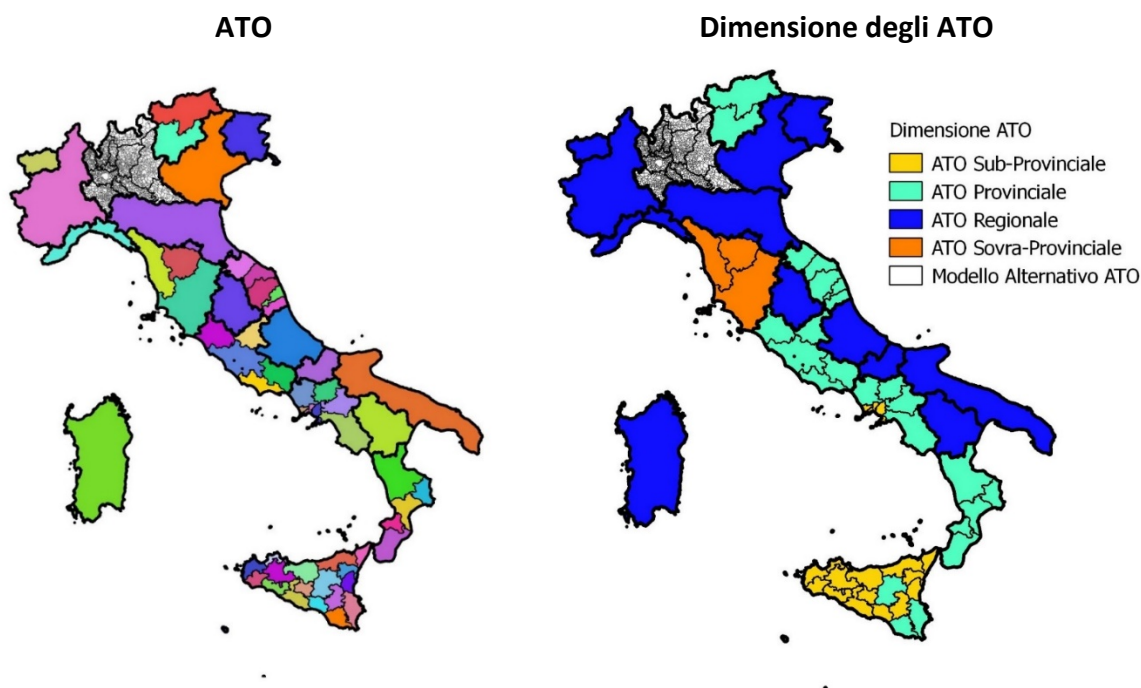 ATO
Dimensione degli ATO
Dimensione ATO
ATO Sub-Provinciale
ATO Provinciale
ATO Regionale
ATO Sovra-Provinciale
Modello Alternativo ATO